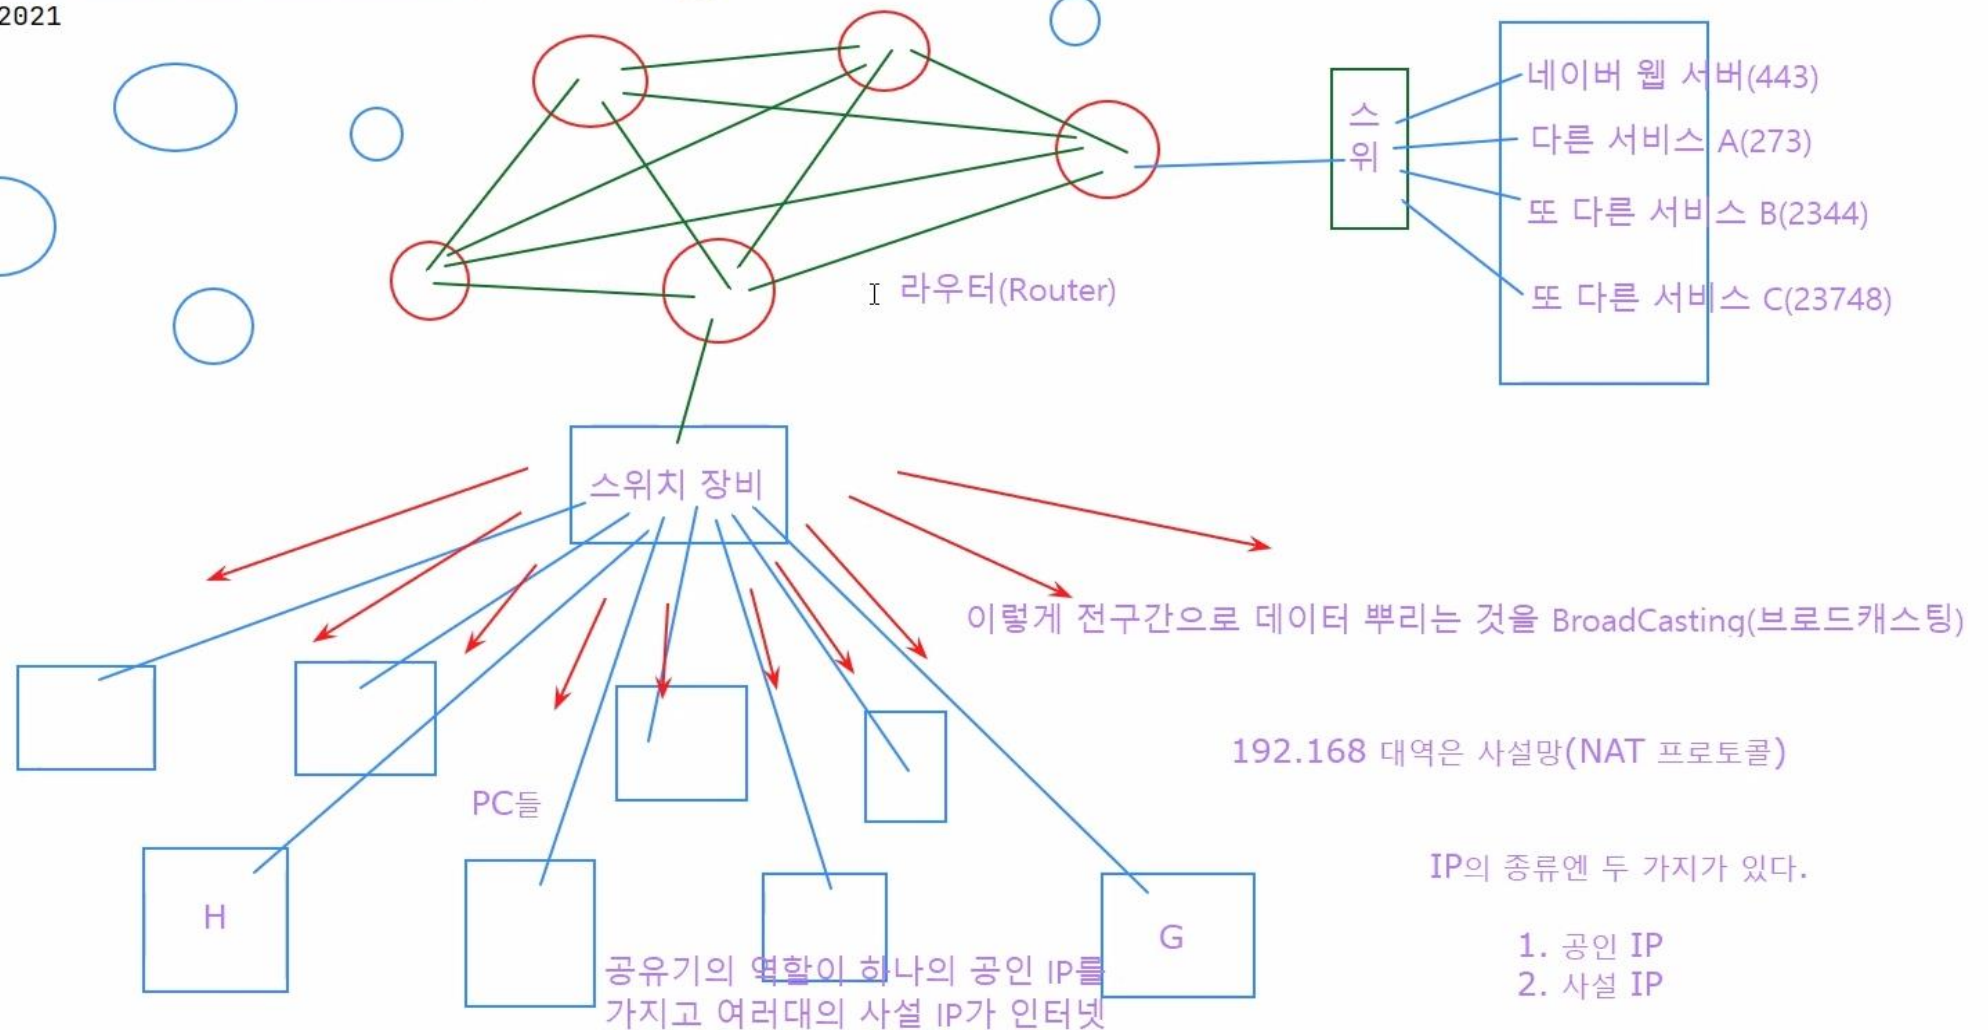 2021
스
위
네이버 웹 서버(443)
다른 서비스 A(273)
또 다른 서비스 B(2344)
또 다른 서비스 C(23748)
라우터(Router)
스위치 장비
이렇게 전구간으로 데이터 뿌리는 것을 BroadCasting(브로드캐스팅)
192.168 대역은 사설망(NAT 프로토콜)
PC들
IP의 종류엔 두 가지가 있다.
H
G
1. 공인 IP
2. 사설 IP
공유기의 역할이 하나의 공인 IP를
가지고 여러대의 사설 IP가 인터넷